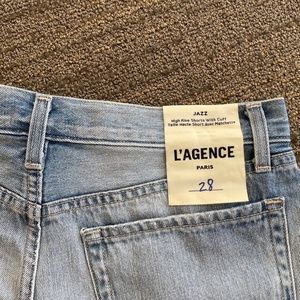 JAZZ
High Rise Shorts With Cuff
Taille Haute Short Avec Manchette
L'AGENCE
PARIS
28